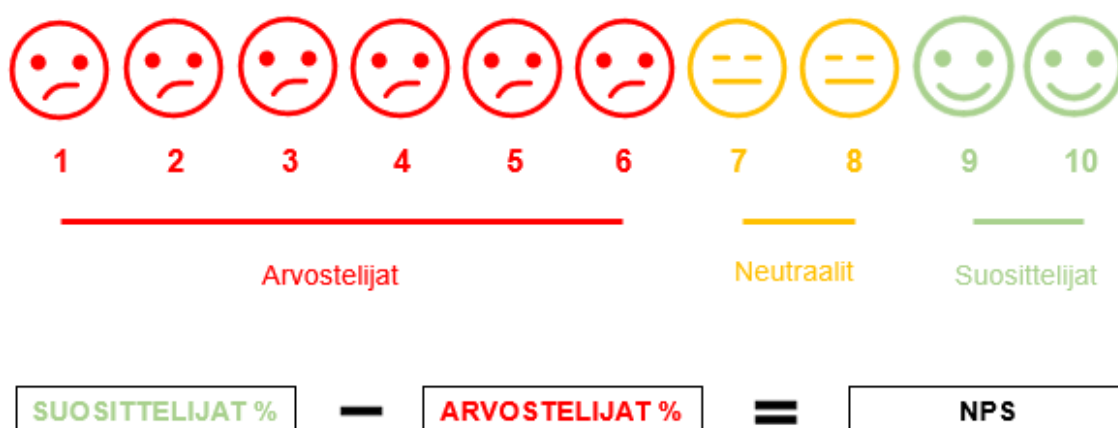 1 2 3 4 5 6 7 8 9 10
Arvostelijat Neutraalit Suosittelijat
SUOSITTELIJAT % − ARVOSTELIJAT % = NPS